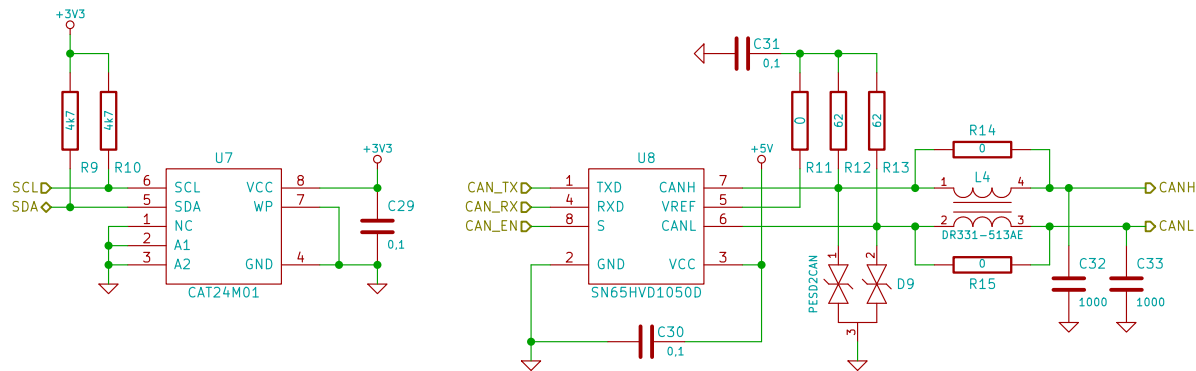 +3V3
4k7
4k7
R9
R10
U7
SCL
SDA
6
SCL
5
SDA
1
NC
2
A1
3
A2
VCC
8
WP
7
GND
4
CAT24M01
+3V3
C29
0,1
C31
0,1
0
62
62
R11
R12
R13
U8
CAN_TX
CAN_RX
CAN_EN
1
TXD
4
RXD
8
S
2
GND
CANH
7
VREF
5
CANL
6
VCC
3
SN65HVD1050D
+5V
C30
0,1
PESD2CAN
1
2
3
D9
R14
0
L4
1
4
2
3
DR331-513AE
0
R15
C32
1000
C33
1000
CANH
CANL